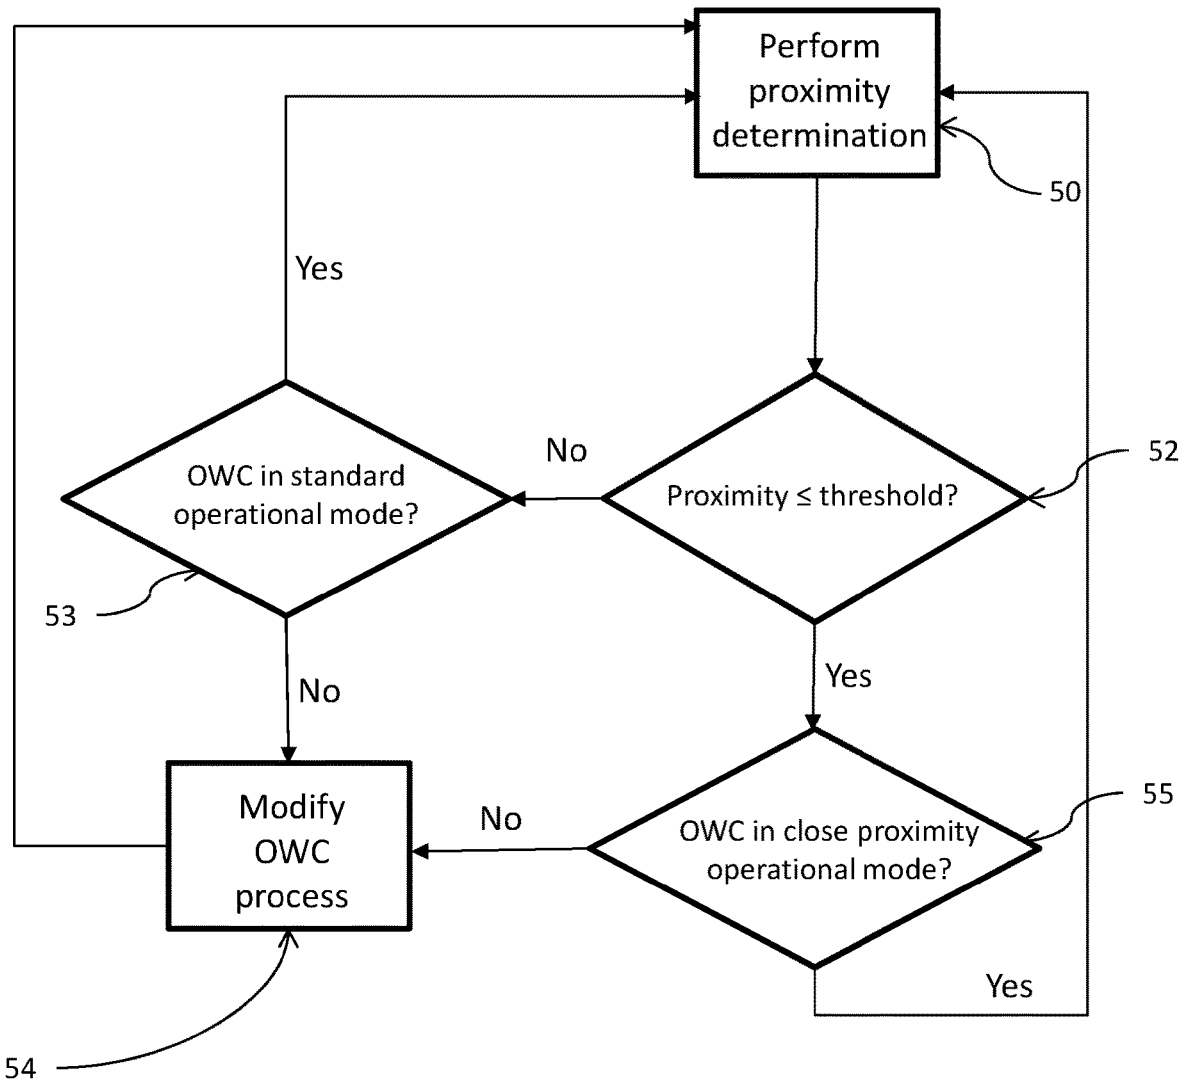 Perform
proximity
determination
50
Yes
No
OWC in standard
operational mode?
Proximity ≤ threshold?
52
53
No
Yes
Modify
OWC
process
No
OWC in close proximity
operational mode?
55
Yes
54